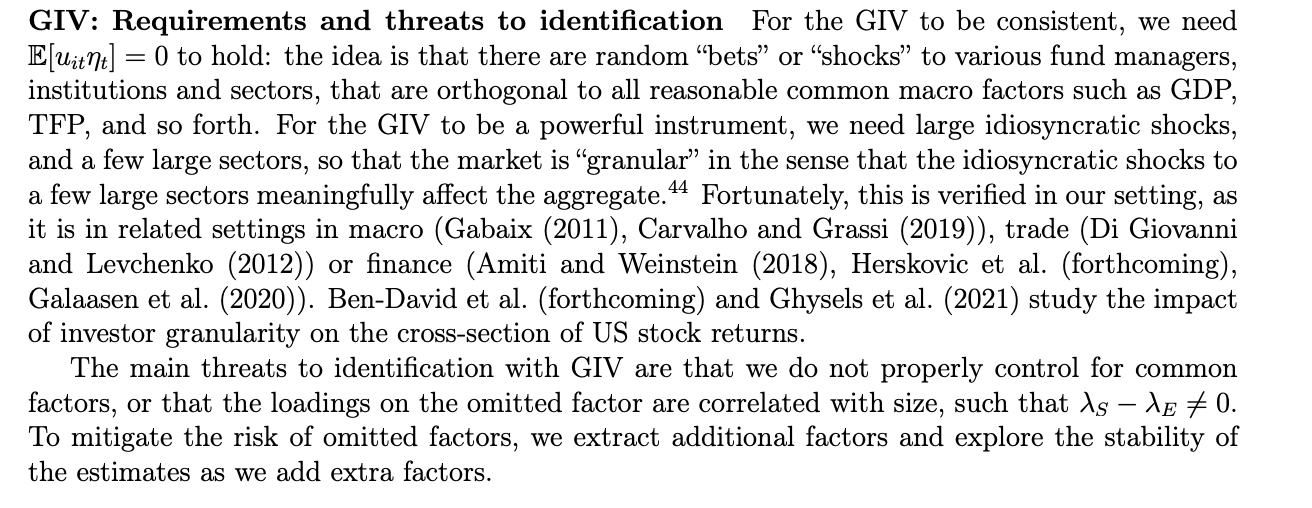 GIV: Requirements and threats to identification For the GIV to be consistent, we need
𝔼[uᵢₜηₜ] = 0 to hold: the idea is that there are random “bets” or “shocks” to various fund managers,
institutions and sectors, that are orthogonal to all reasonable common macro factors such as GDP,
TFP, and so forth. For the GIV to be a powerful instrument, we need large idiosyncratic shocks,
and a few large sectors, so that the market is “granular” in the sense that the idiosyncratic shocks to
a few large sectors meaningfully affect the aggregate.⁴⁴ Fortunately, this is verified in our setting, as
it is in related settings in macro (Gabaix (2011), Carvalho and Grassi (2019)), trade (Di Giovanni
and Levchenko (2012)) or finance (Amiti and Weinstein (2018), Herskovic et al. (forthcoming),
Galaasen et al. (2020)). Ben-David et al. (forthcoming) and Ghysels et al. (2021) study the impact
of investor granularity on the cross-section of US stock returns.
The main threats to identification with GIV are that we do not properly control for common
factors, or that the loadings on the omitted factor are correlated with size, such that λ_S − λ_E ≠ 0.
To mitigate the risk of omitted factors, we extract additional factors and explore the stability of
the estimates as we add extra factors.